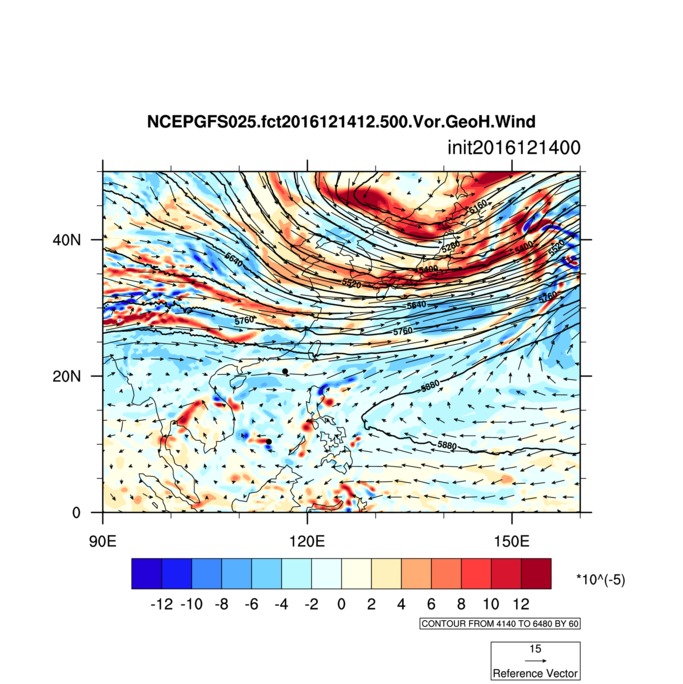 NCEPGFS025.fct2016121412.500.Vor.GeoH.Wind
init2016121400
40N
20N
0
90E 120E 150E
5160
5280
5400
5400
5520
5520
5640
5640
5760
5760
5760
5880
5880
-12 -10 -8 -6 -4 -2 0 2 4 6 8 10 12
*10^(-5)
CONTOUR FROM 4140 TO 6480 BY 60
15
Reference Vector